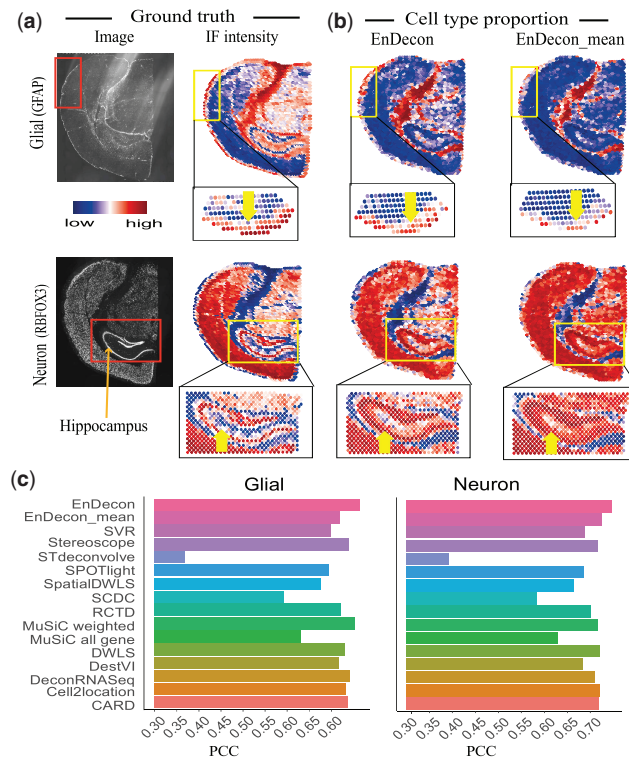 (a) Ground truth
Image IF intensity
(b) Cell type proportion
EnDecon EnDecon_mean
Glial (GFAP)
low high
Neuron (RBFOX3)
Hippocampus
(c) Glial Neuron
EnDecon
EnDecon_mean
SVR
Stereoscope
STdeconvolve
SPOTlight
SpatialDWLS
SCDC
RCTD
MuSiC weighted
MuSiC all gene
DWLS
DestVI
DeconRNASeq
Cell2location
CARD
0.30 0.35 0.40 0.45 0.50 0.55 0.60 0.65 0.60
PCC
0.30 0.35 0.40 0.45 0.50 0.55 0.60 0.65 0.70
PCC